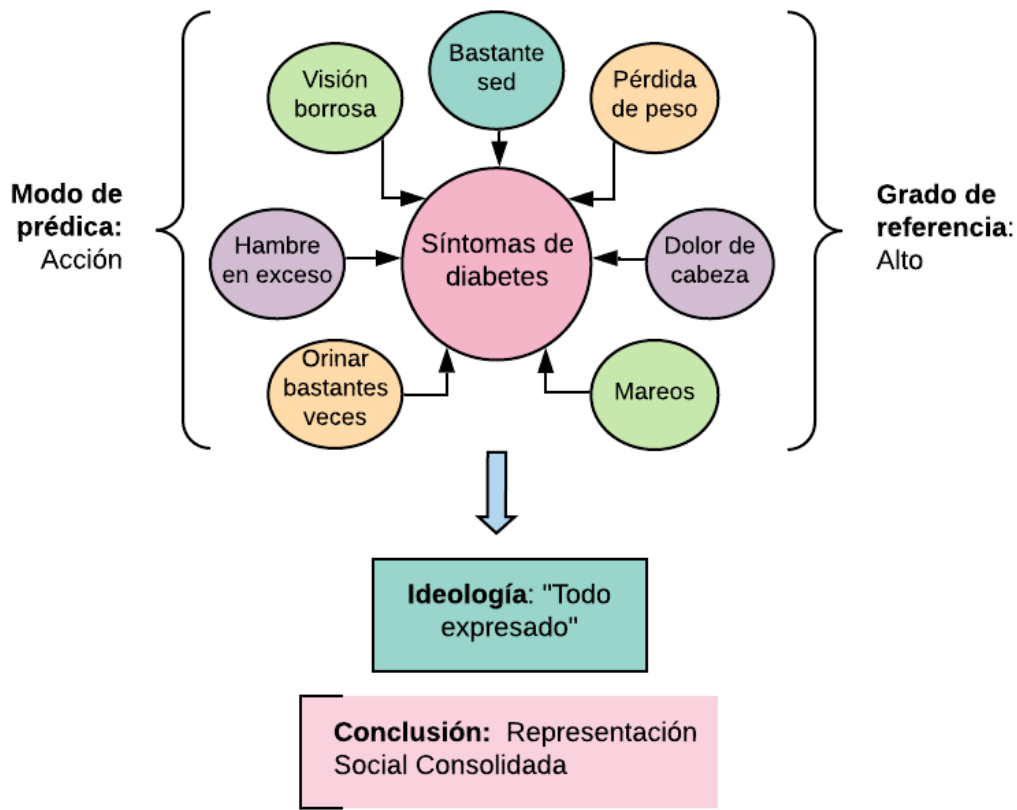 Bastante
sed
Visión
borrosa
Pérdida
de peso
Modo de
prédica:
Acción
Grado de
referencia:
Alto
Hambre
en exceso
Síntomas de
diabetes
Dolor de
cabeza
Orinar
bastantes
veces
Mareos
Ideología: "Todo
expresado"
Conclusión: Representación
Social Consolidada